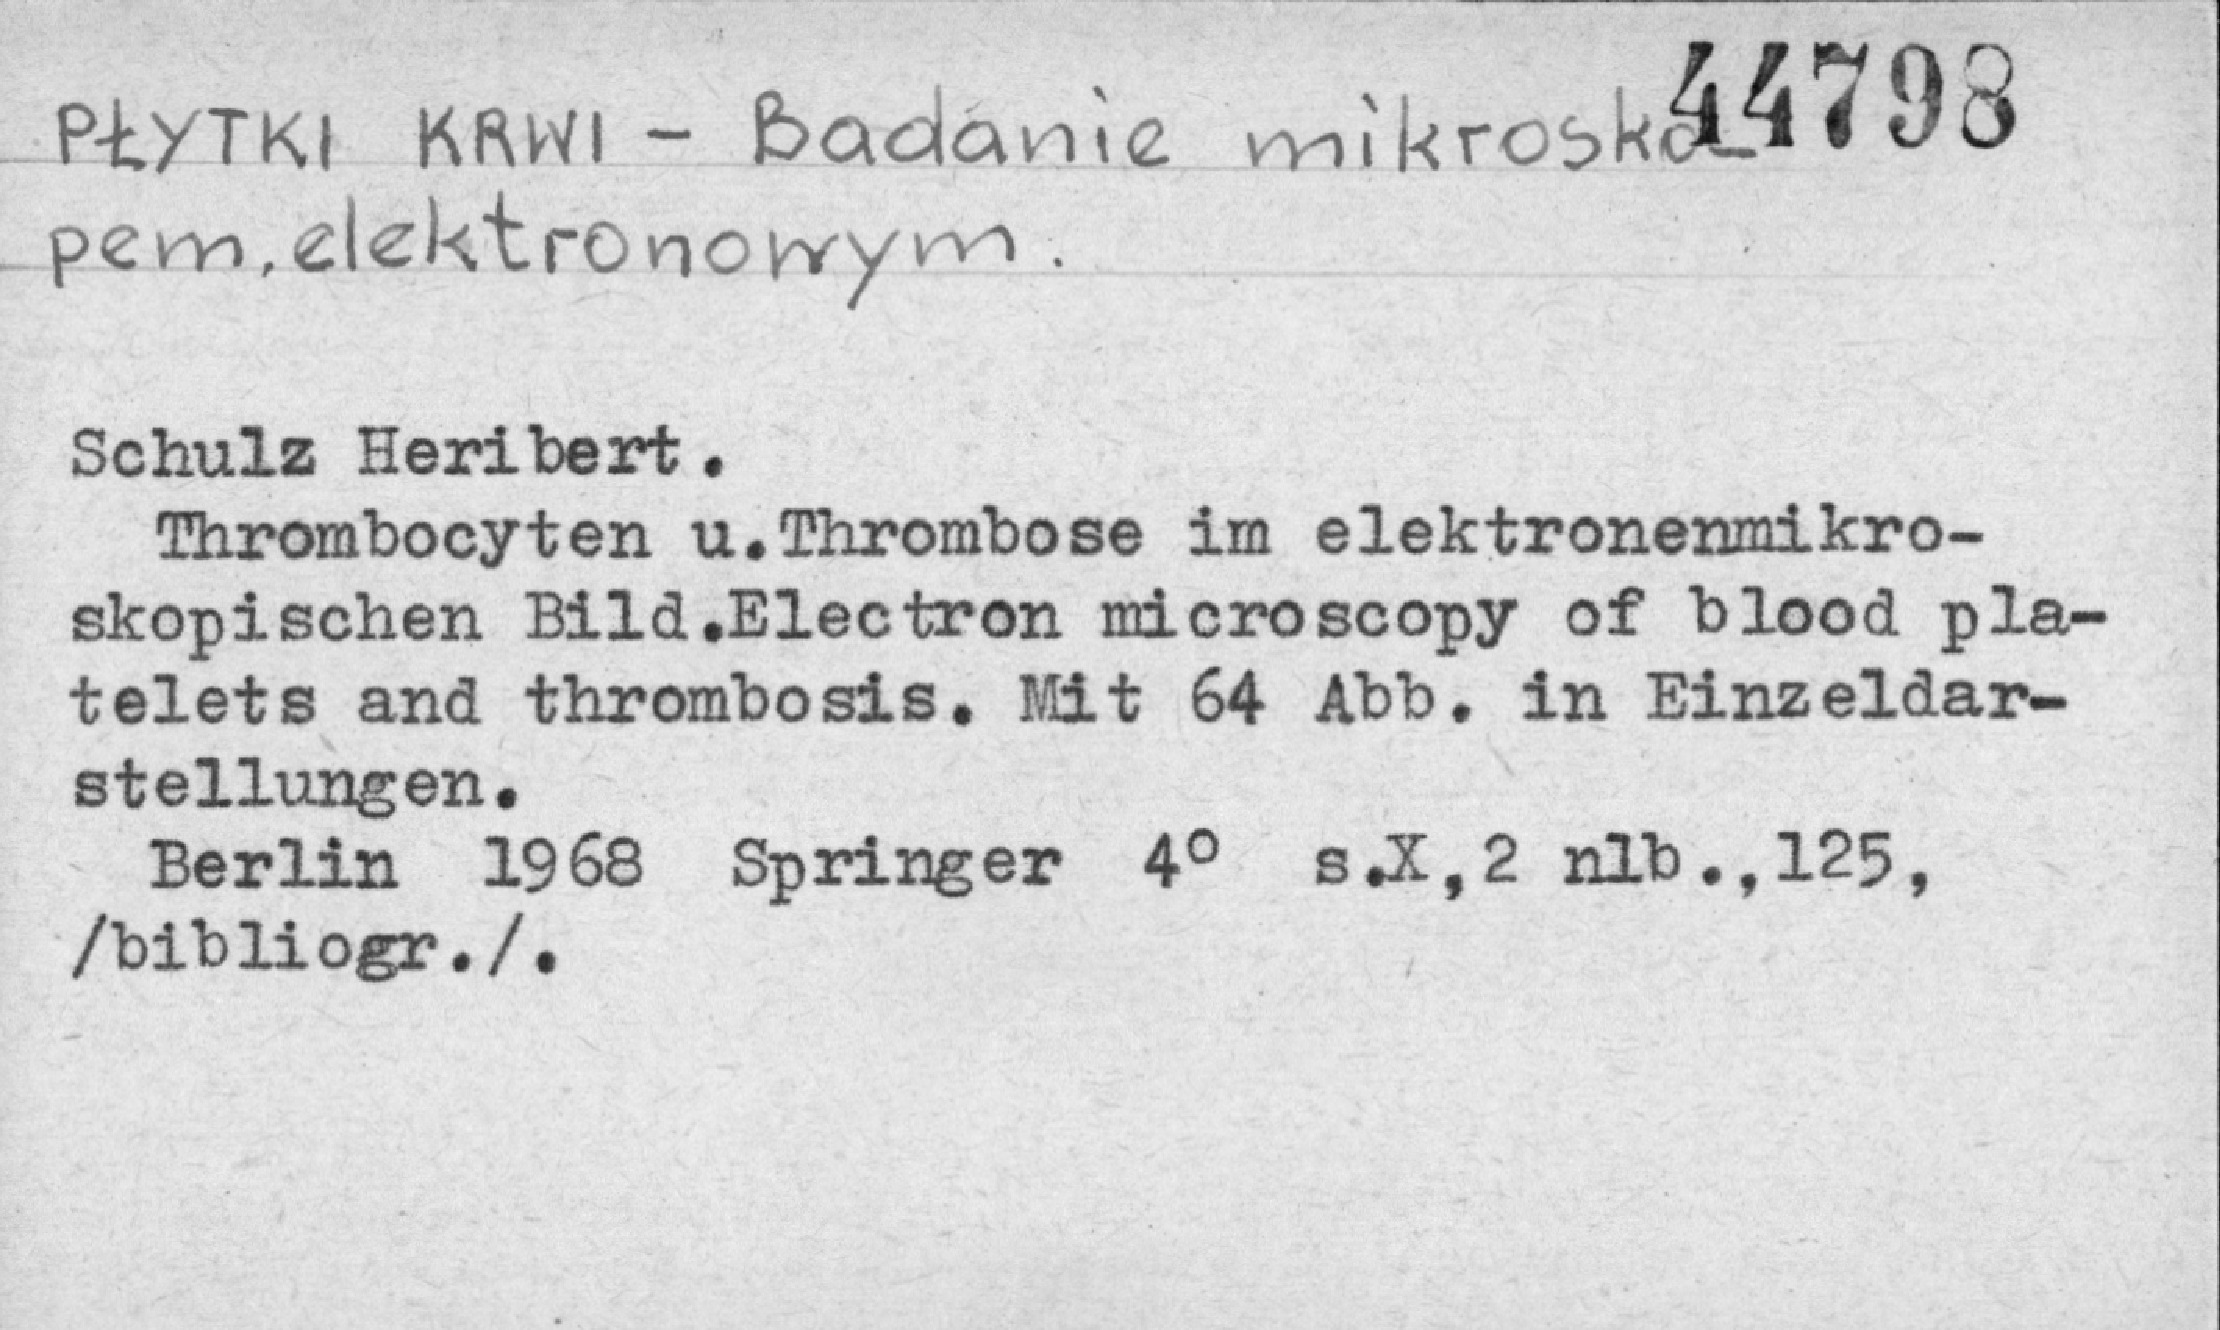 44798
PŁYTKI KRWI - Badanie mikrosko-
pem.elektronowym.
Schulz Heribert.
Thrombocyten u.Thrombose im elektronenmikro-
skopischen Bild.Electron microscopy of blood pla-
telets and thrombosis. Mit 64 Abb. in Einzeldar-
stellungen.
Berlin 1968 Springer 4° s.X,2 nlb.,125,
/bibliogr./.